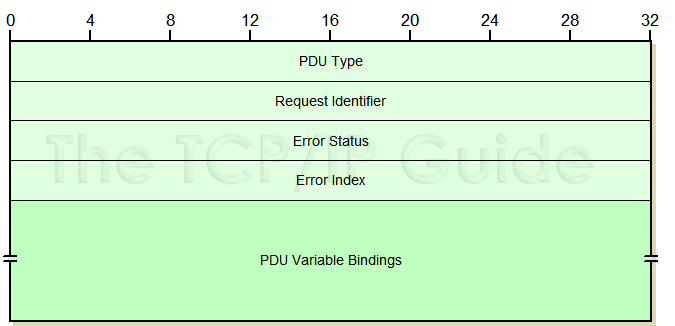 0 4 8 12 16 20 24 28 32
PDU Type
Request Identifier
Error Status
The TCP/IP Guide
Error Index
PDU Variable Bindings